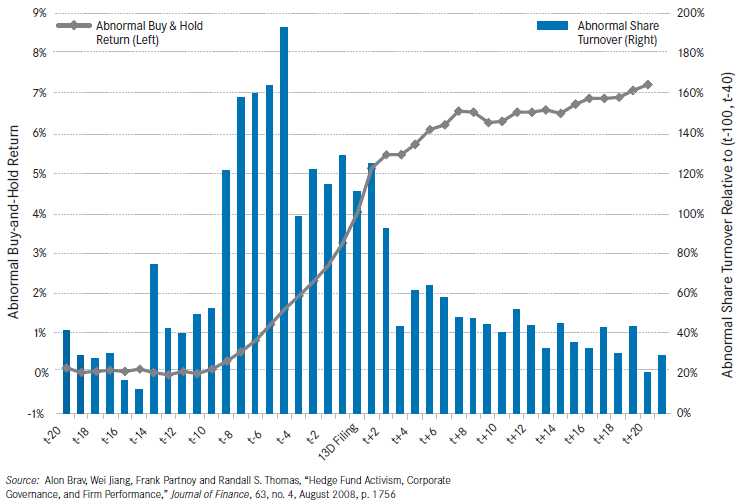 9%
8%
7%
6%
5%
4%
3%
2%
1%
0%
-1%
Abnormal Buy-and-Hold Return
Abnormal Buy & Hold
Return (Left)
Abnormal Share
Turnover (Right)
200%
180%
160%
140%
120%
100%
80%
60%
40%
20%
0%
Abnormal Share Turnover Relative to (t-100, t-40)
t-20
t-18
t-16
t-14
t-12
t-10
t-8
t-6
t-4
t-2
13D Filing
t+2
t+4
t+6
t+8
t+10
t+12
t+14
t+16
t+18
t+20
Source: Alon Brav, Wei Jiang, Frank Partnoy and Randall S. Thomas, “Hedge Fund Activism, Corporate
Governance, and Firm Performance,” Journal of Finance, 63, no. 4, August 2008, p. 1756